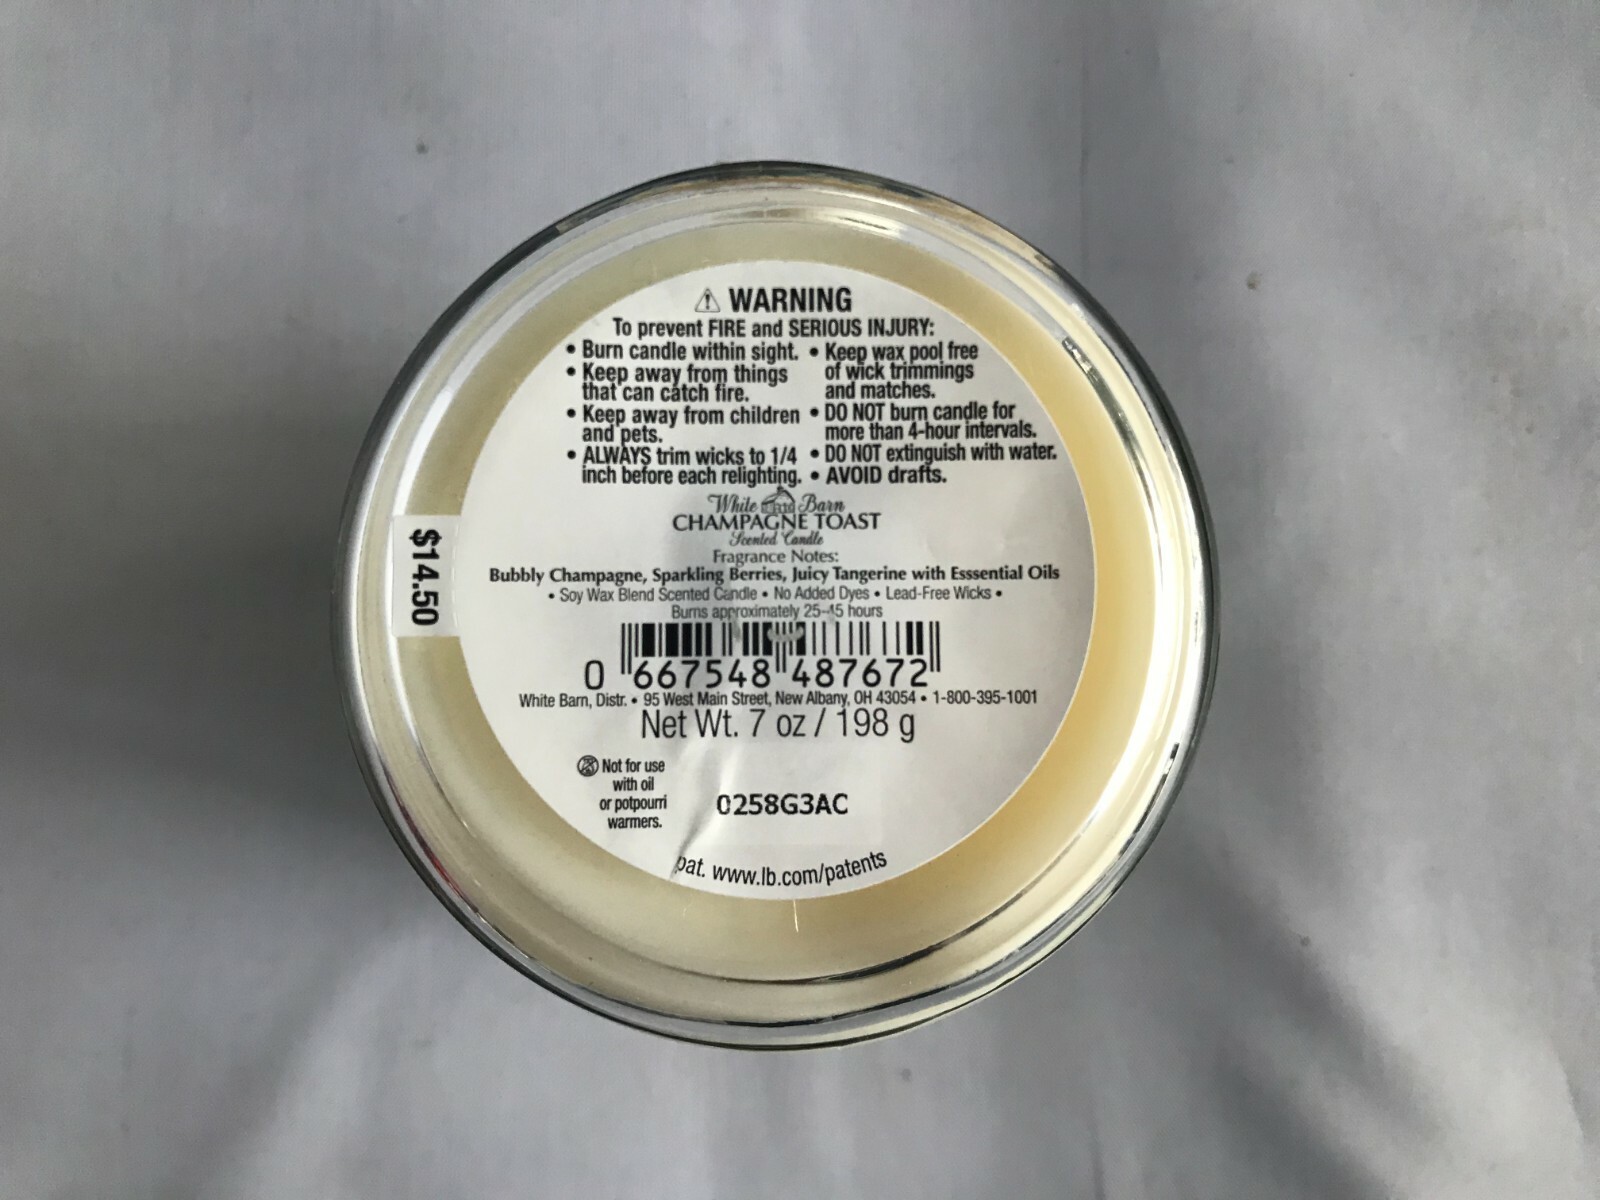 ⚠ WARNING
To prevent FIRE and SERIOUS INJURY:
• Burn candle within sight.
• Keep away from things
that can catch fire.
• Keep away from children
and pets.
• ALWAYS trim wicks to 1/4
inch before each relighting.
• Keep wax pool free
of wick trimmings
and matches.
• DO NOT burn candle for
more than 4-hour intervals.
• DO NOT extinguish with water.
• AVOID drafts.
White Barn
CHAMPAGNE TOAST
Scented Candle
Fragrance Notes:
Bubbly Champagne, Sparkling Berries, Juicy Tangerine with Esssential Oils
• Soy Wax Blend Scented Candle • No Added Dyes • Lead-Free Wicks •
Burns approximately 25-45 hours
0 667548 487672
White Barn, Distr. • 95 West Main Street, New Albany, OH 43054 • 1-800-395-1001
Net Wt. 7 oz / 198 g
Not for use
with oil
or potpourri
warmers.
0258G3AC
pat. www.lb.com/patents
$14.50